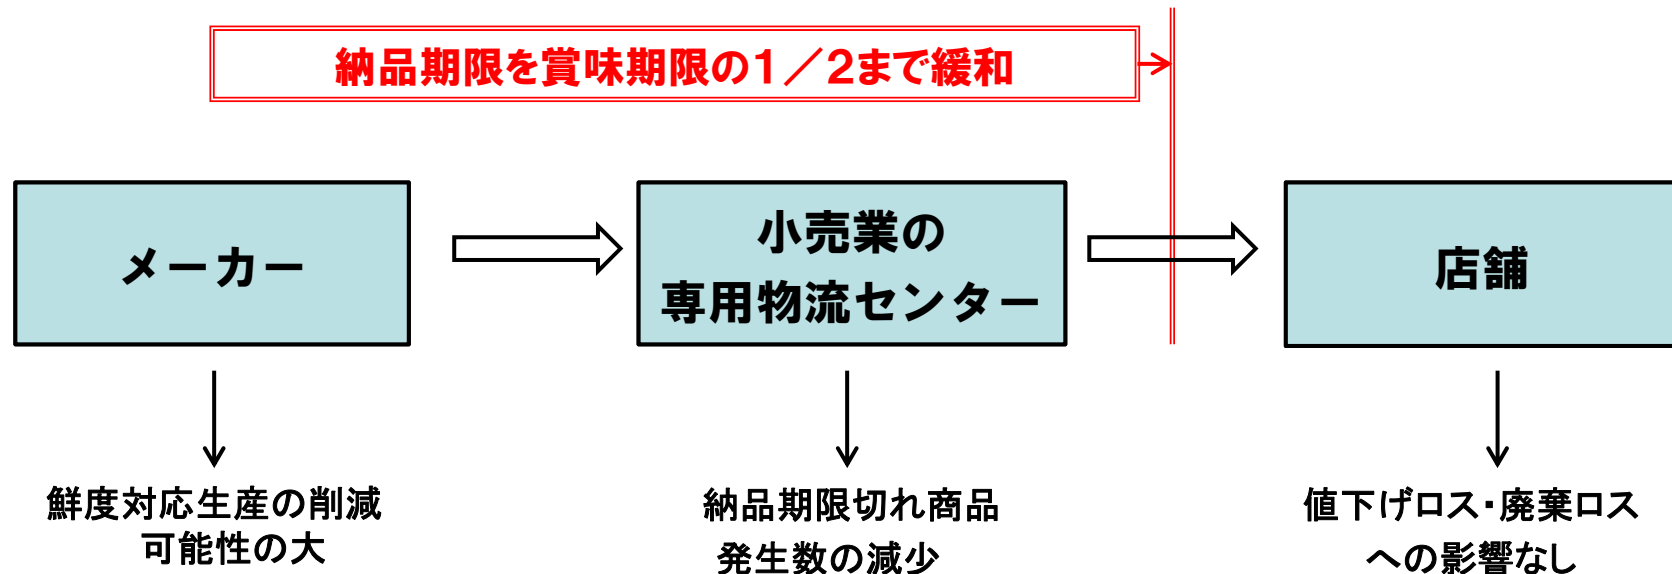 納品期限を賞味期限の1／2まで緩和
メーカー
小売業の
専用物流センター
店舗
鮮度対応生産の削減
可能性の大
納品期限切れ商品
発生数の減少
値下げロス・廃棄ロス
への影響なし